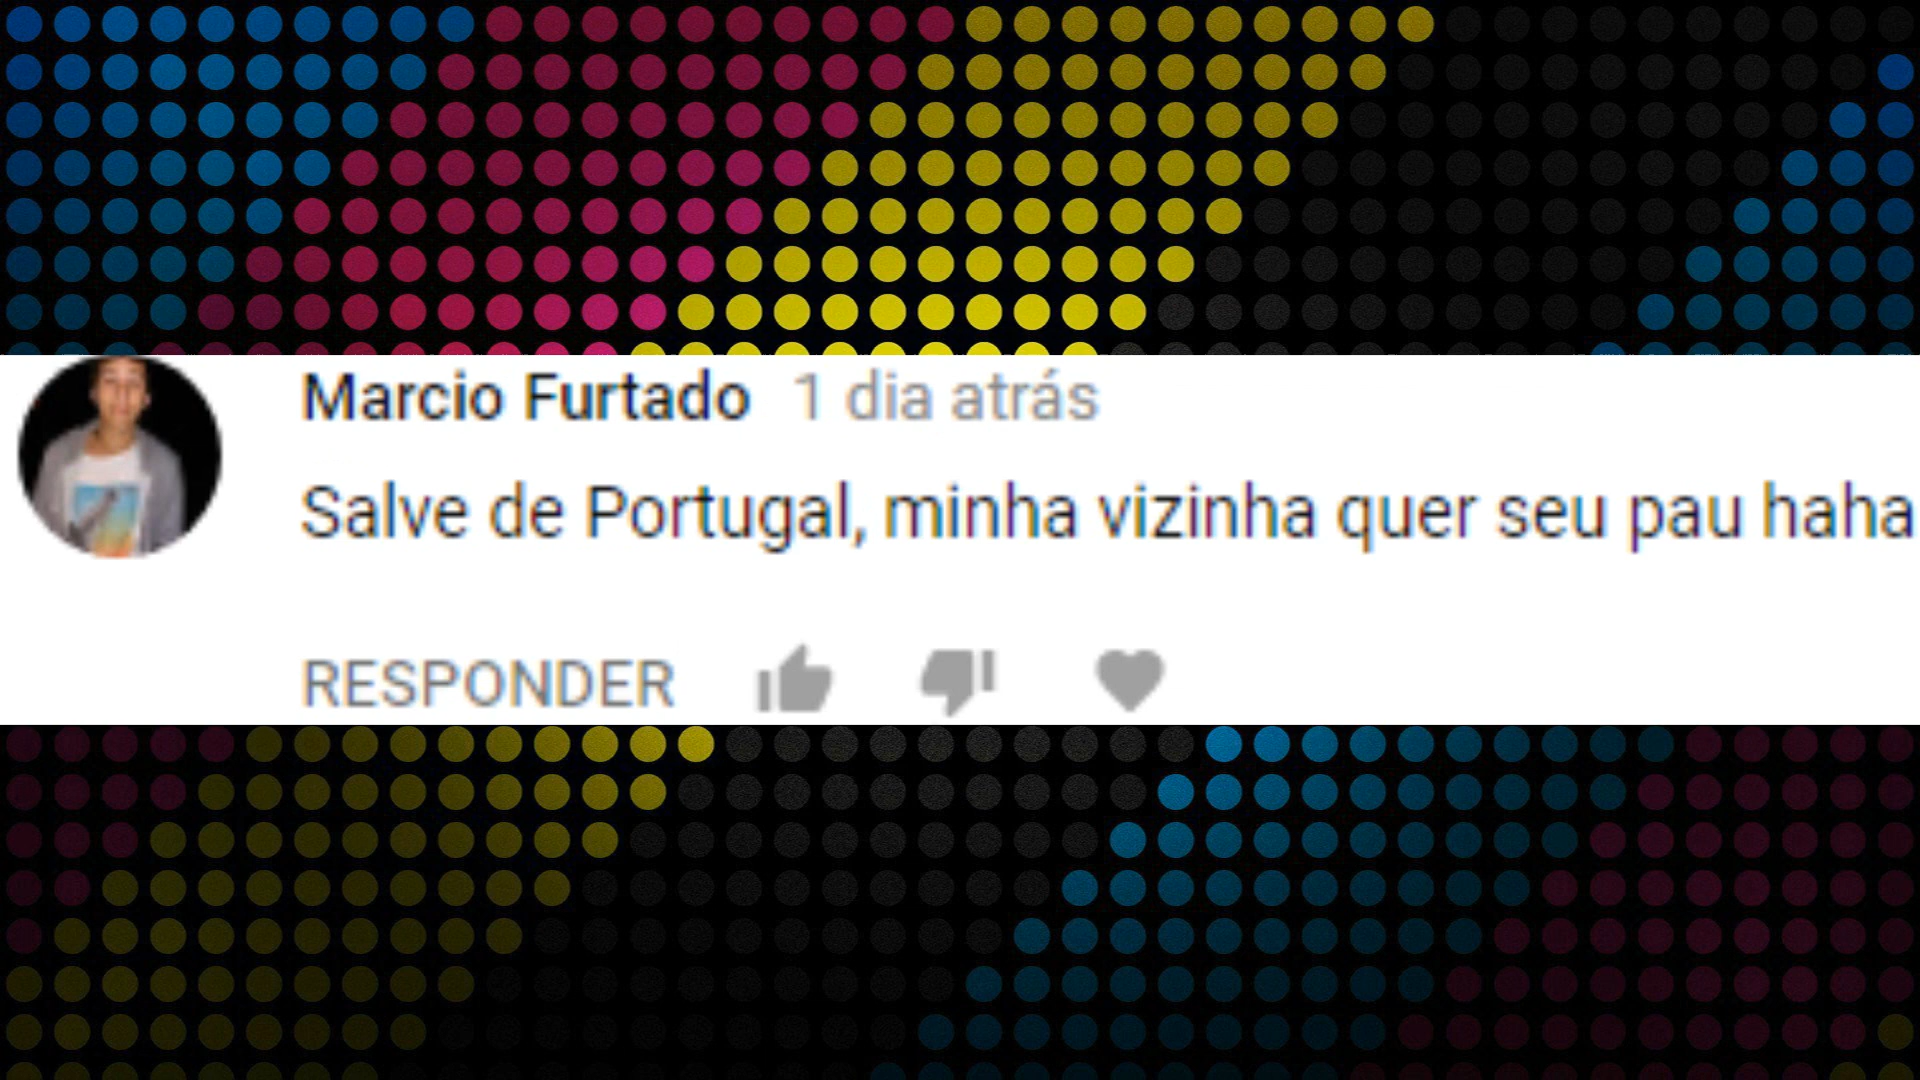 Marcio Furtado 1 dia atrás
Salve de Portugal, minha vizinha quer seu pau haha
RESPONDER